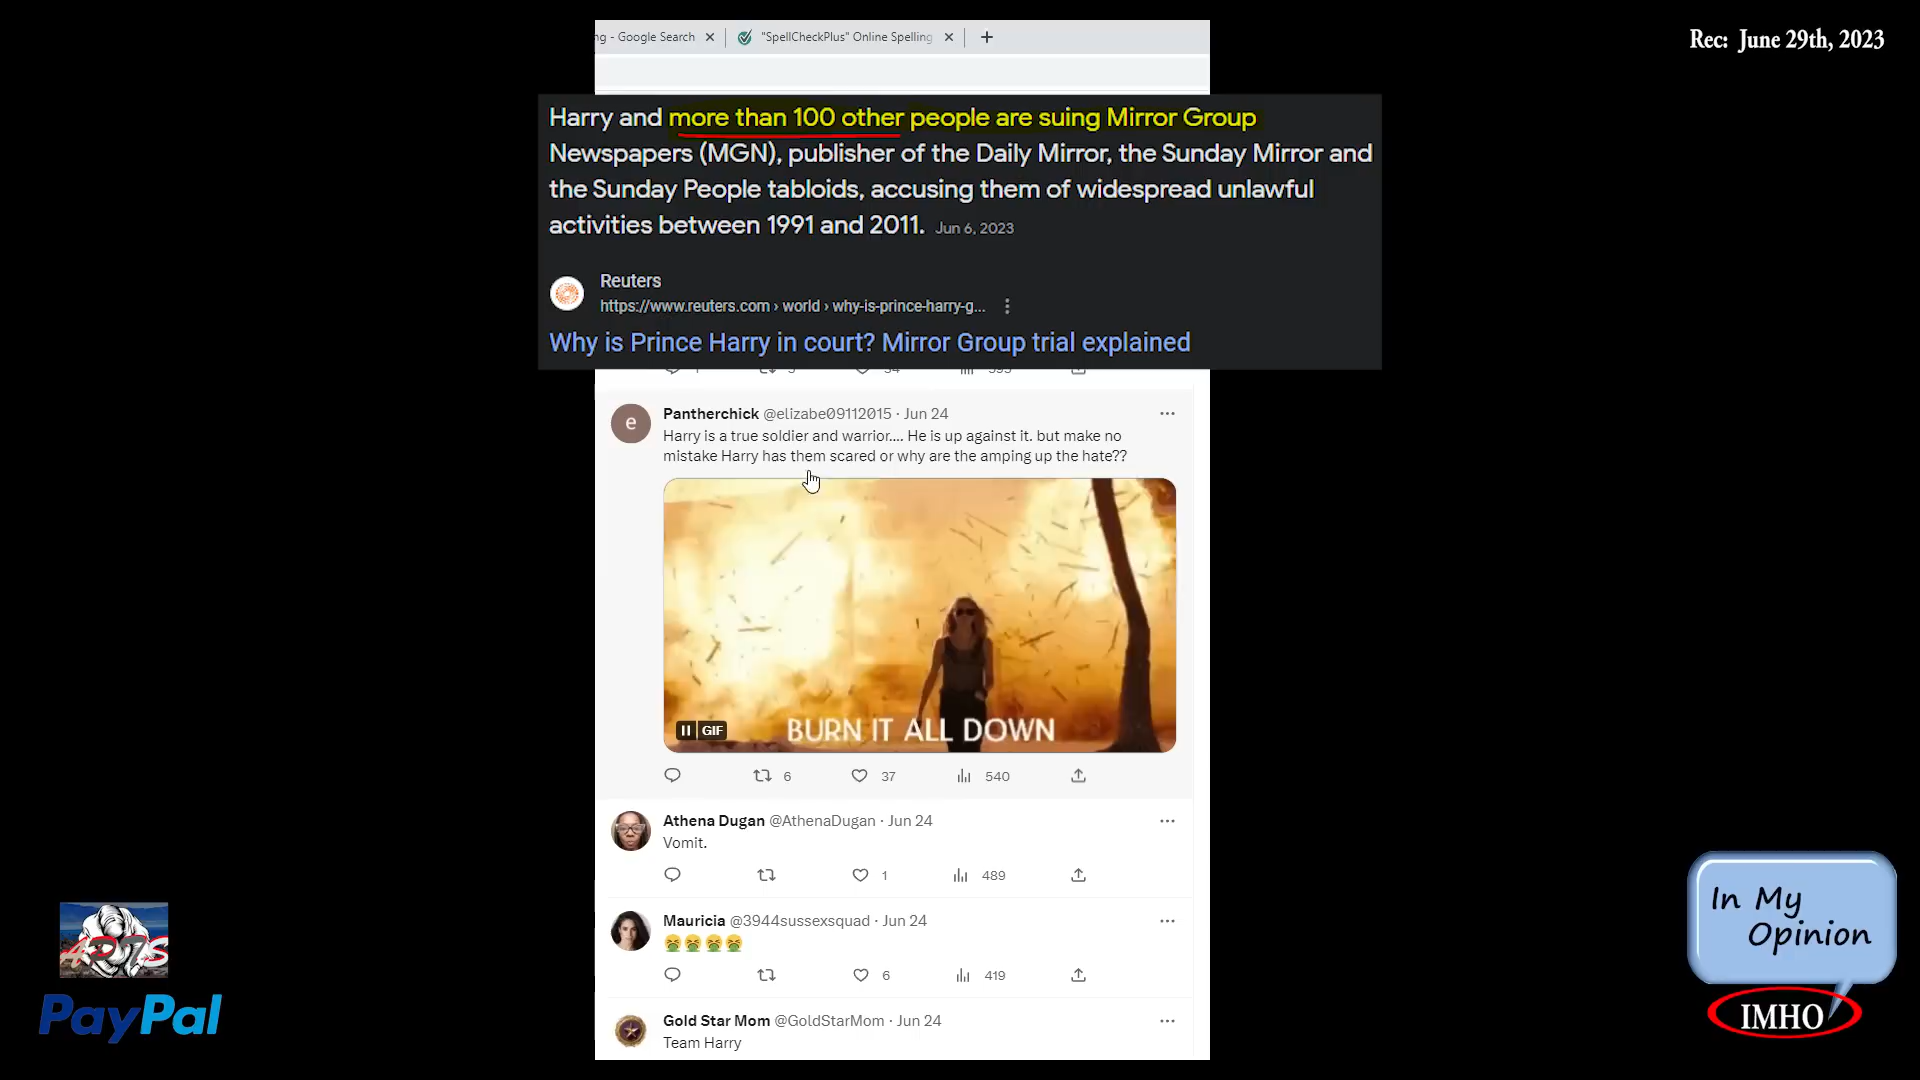 ng - Google Search
"SpellCheckPlus" Online Spelling
Rec: June 29th, 2023
Harry and more than 100 other people are suing Mirror Group
Newspapers (MGN), publisher of the Daily Mirror, the Sunday Mirror and
the Sunday People tabloids, accusing them of widespread unlawful
activities between 1991 and 2011. Jun 6, 2023
Reuters
https://www.reuters.com › world › why-is-prince-harry-g...
Why is Prince Harry in court? Mirror Group trial explained
Pantherchick @elizabe09112015 · Jun 24
e
Harry is a true soldier and warrior.... He is up against it. but make no
mistake Harry has them scared or why are the amping up the hate??
BURN IT ALL DOWN
GIF
6 37 540
Athena Dugan @AthenaDugan · Jun 24
Vomit.
1 489
Mauricia @3944sussexsquad · Jun 24
🤮🤮🤮🤮
6 419
Gold Star Mom @GoldStarMom · Jun 24
Team Harry
APTS
PayPal
In My
Opinion
IMHO